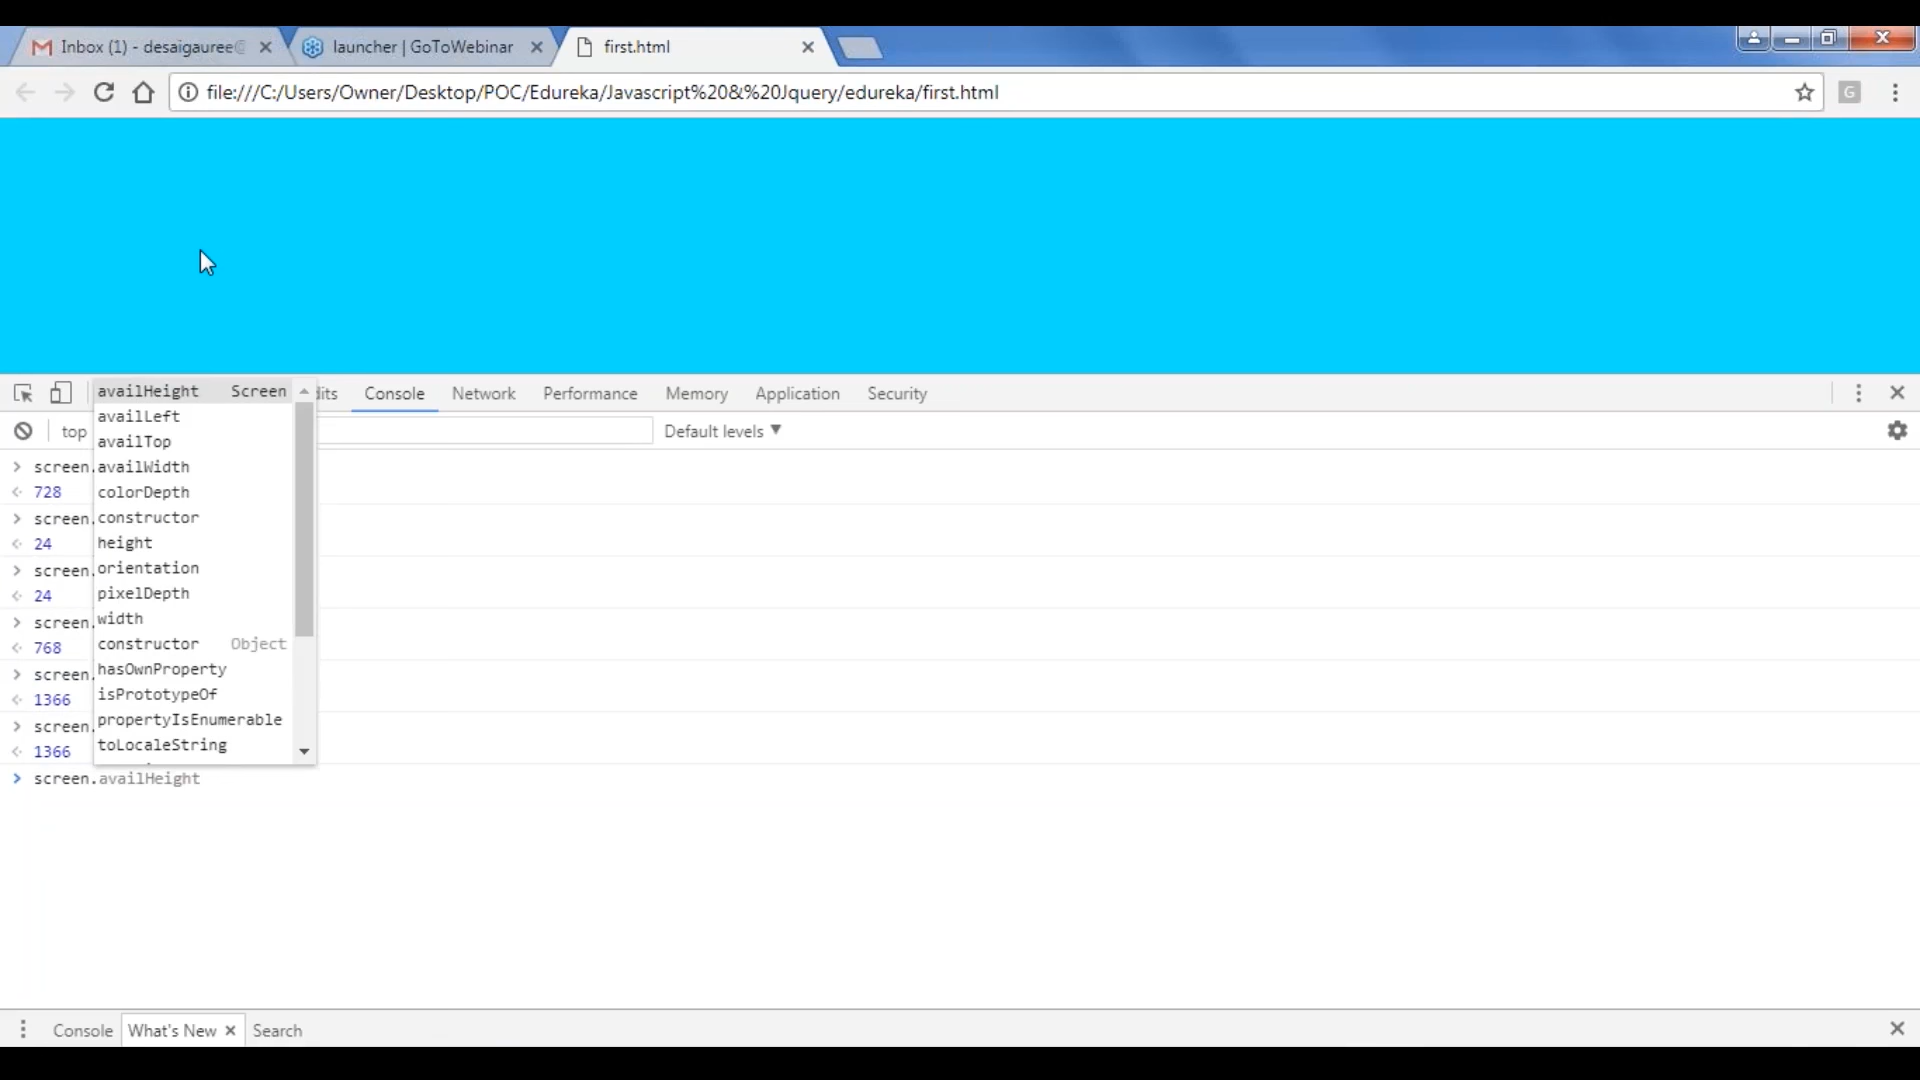 Inbox (1) - desaigauree@
launcher | GoToWebinar
first.html
file:///C:/Users/Owner/Desktop/POC/Edureka/Javascript%20&%20Jquery/edureka/first.html
G
Console
Network
Performance
Memory
Application
Security
top
Default levels
availHeight Screen
availLeft
availTop
availWidth
colorDepth
constructor
height
orientation
pixelDepth
width
constructor Object
hasOwnProperty
isPrototypeOf
propertyIsEnumerable
toLocaleString
screen.
728
screen.
24
screen.
24
screen.
768
screen.
1366
screen.
1366
screen.availHeight
Console
What's New
Search